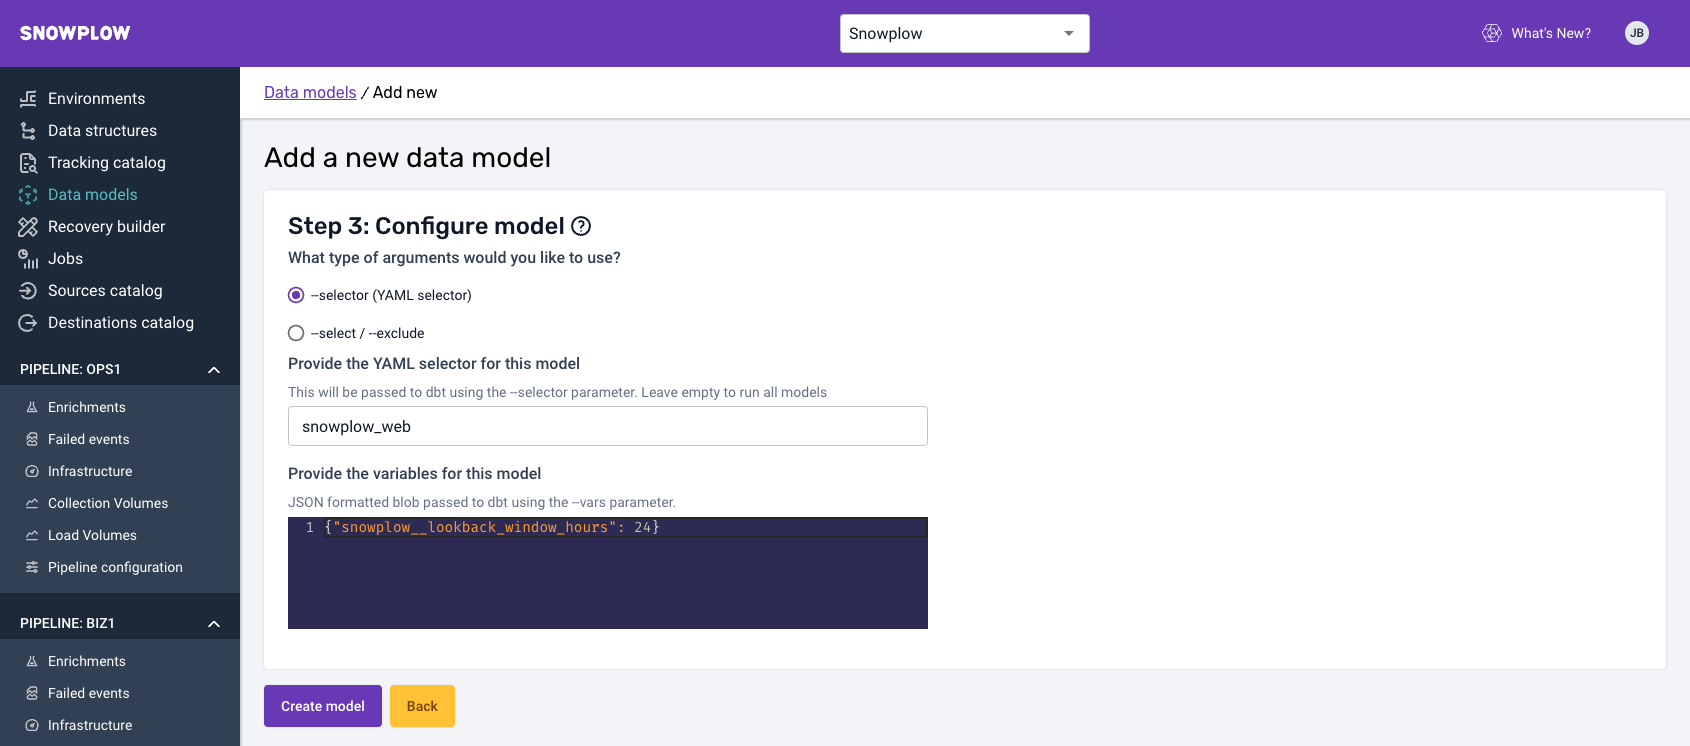 SNOWPLOW
Snowplow
What's New?
JB
Environments
Data structures
Tracking catalog
Data models
Recovery builder
Jobs
Sources catalog
Destinations catalog
PIPELINE: OPS1
Enrichments
Failed events
Infrastructure
Collection Volumes
Load Volumes
Pipeline configuration
PIPELINE: BIZ1
Enrichments
Failed events
Infrastructure
Data models / Add new
Add a new data model
Step 3: Configure model ?
What type of arguments would you like to use?
--selector (YAML selector)
--select / --exclude
Provide the YAML selector for this model
This will be passed to dbt using the --selector parameter. Leave empty to run all models
snowplow_web
Provide the variables for this model
JSON formatted blob passed to dbt using the --vars parameter.
1 {"snowplow__lookback_window_hours": 24}
Create model
Back